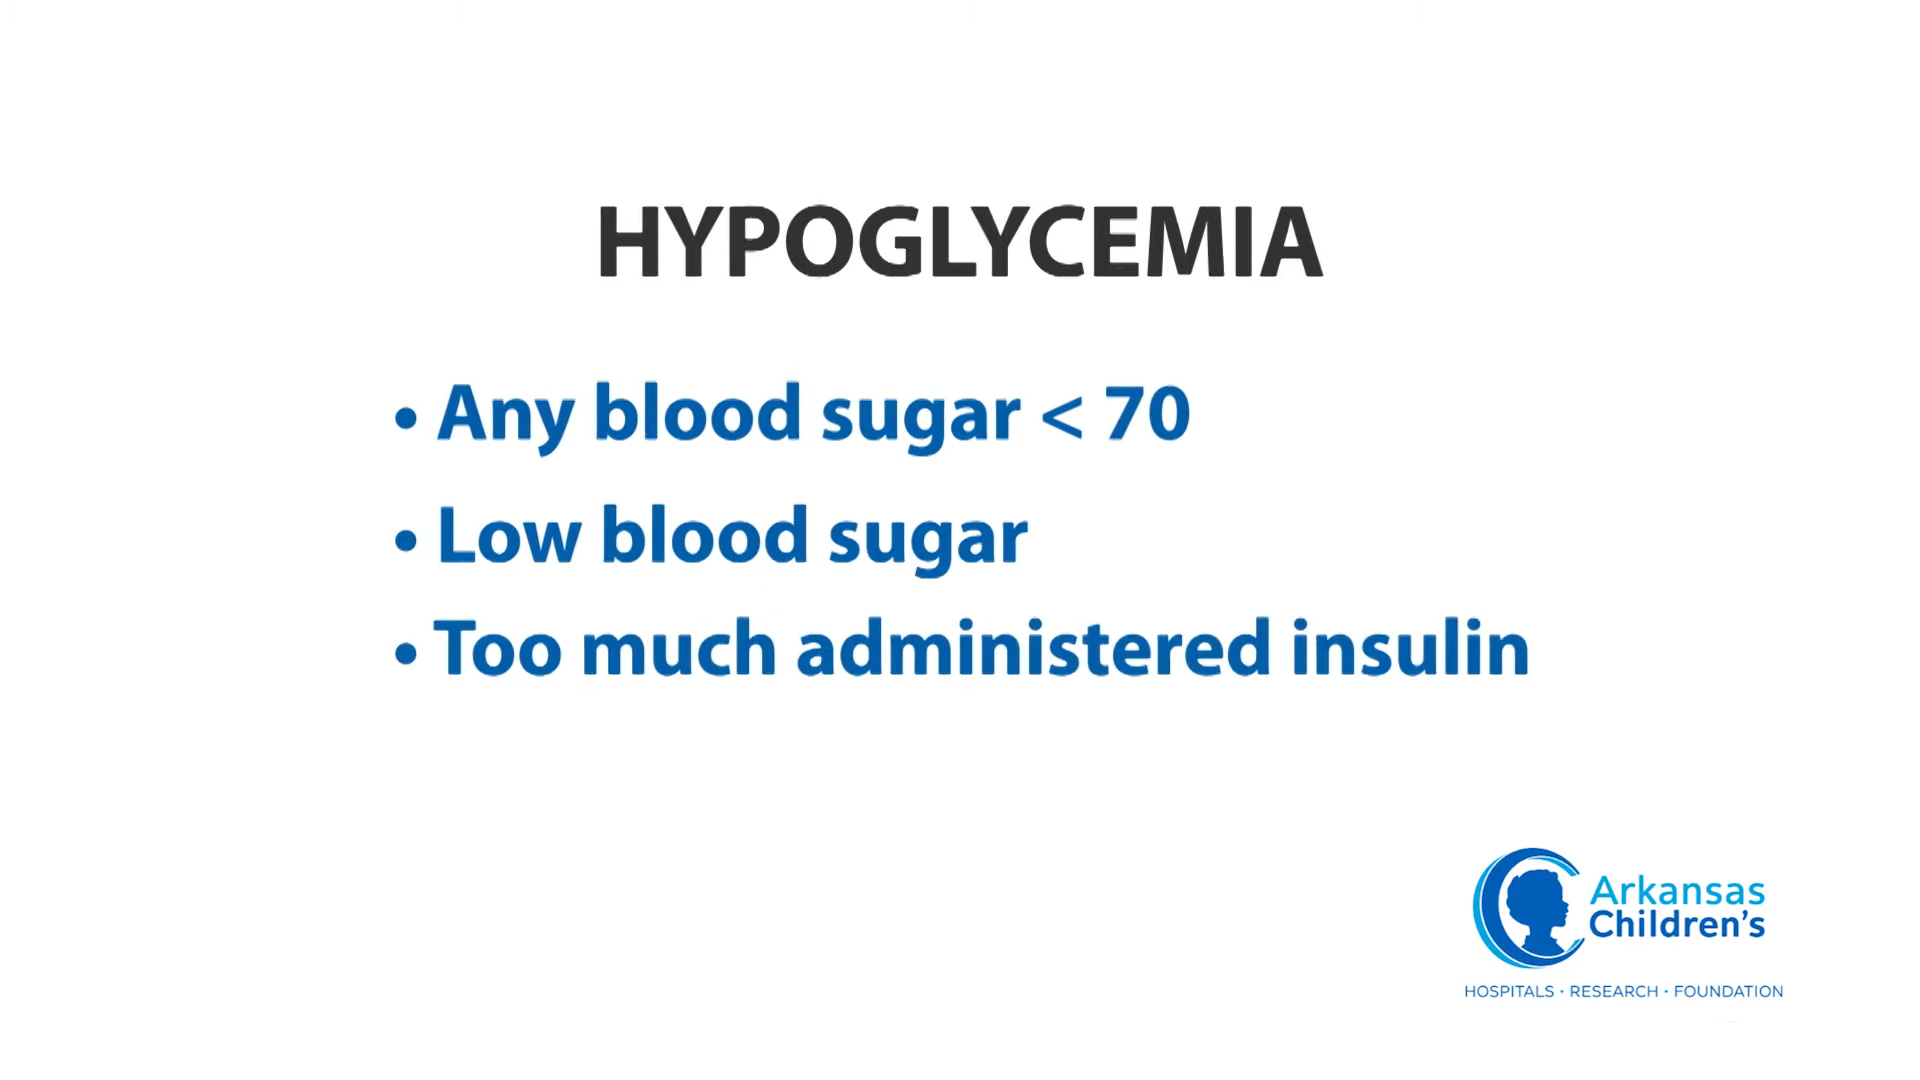 HYPOGLYCEMIA
• Any blood sugar < 70
• Low blood sugar
• Too much administered insulin
Arkansas
Children's
HOSPITALS · RESEARCH · FOUNDATION